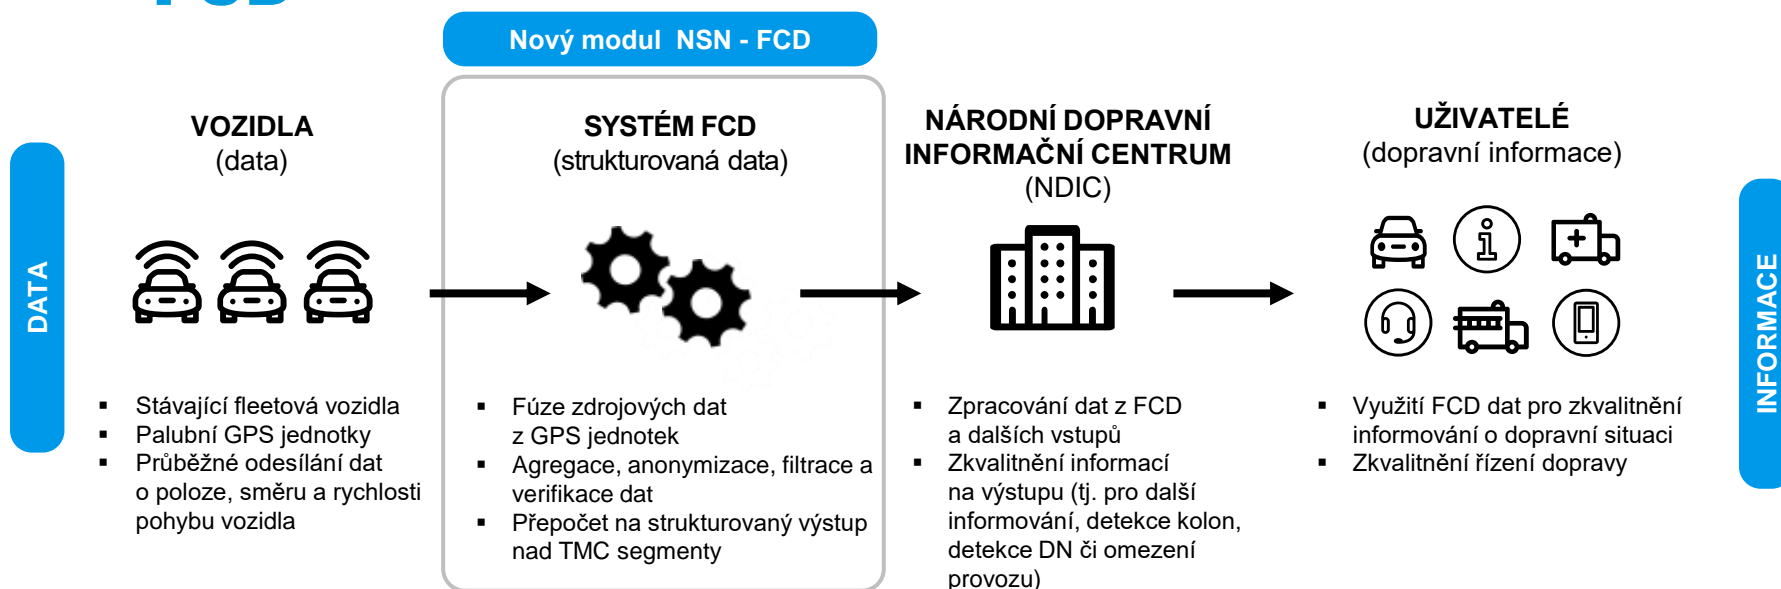 FCD
Nový modul NSN - FCD
DATA
VOZIDLA
(data)
▪ Stávající fleetová vozidla
▪ Palubní GPS jednotky
▪ Průběžné odesílání dat
o poloze, směru a rychlosti
pohybu vozidla
SYSTÉM FCD
(strukturovaná data)
▪ Fúze zdrojových dat
z GPS jednotek
▪ Agregace, anonymizace, filtrace a
verifikace dat
▪ Přepočet na strukturovaný výstup
nad TMC segmenty
NÁRODNÍ DOPRAVNÍ
INFORMAČNÍ CENTRUM
(NDIC)
▪ Zpracování dat z FCD
a dalších vstupů
▪ Zkvalitnění informací
na výstupu (tj. pro další
informování, detekce kolon,
detekce DN či omezení
provozu)
UŽIVATELÉ
(dopravní informace)
▪ Využití FCD dat pro zkvalitnění
informování o dopravní situaci
▪ Zkvalitnění řízení dopravy
INFORMACE